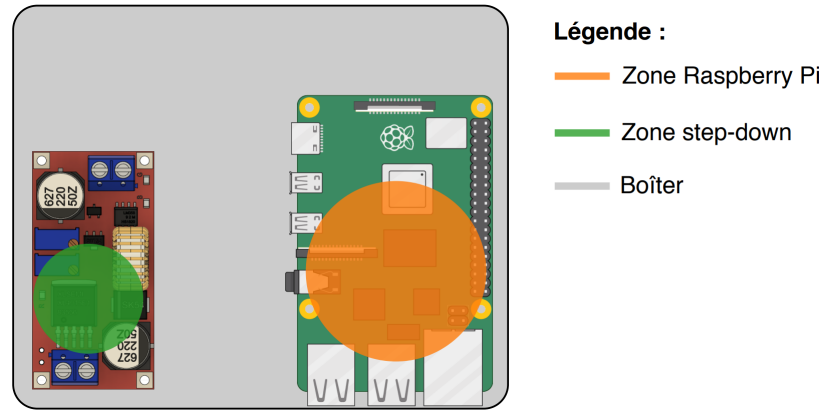 Légende :
Zone Raspberry Pi
Zone step-down
Boîter
627
220
50Z
627
220
50Z